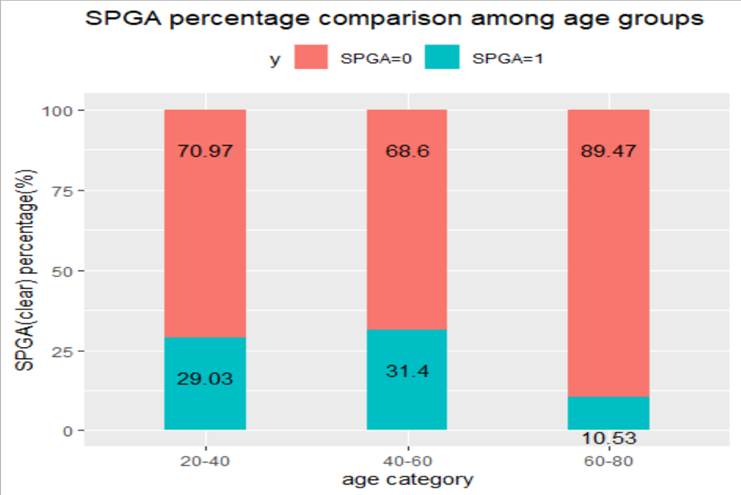 SPGA percentage comparison among age groups
y SPGA=0 SPGA=1
SPGA(clear) percentage(%)
100
75
50
25
0
70.97 68.6 89.47
29.03 31.4
10.53
20-40 40-60 60-80
age category